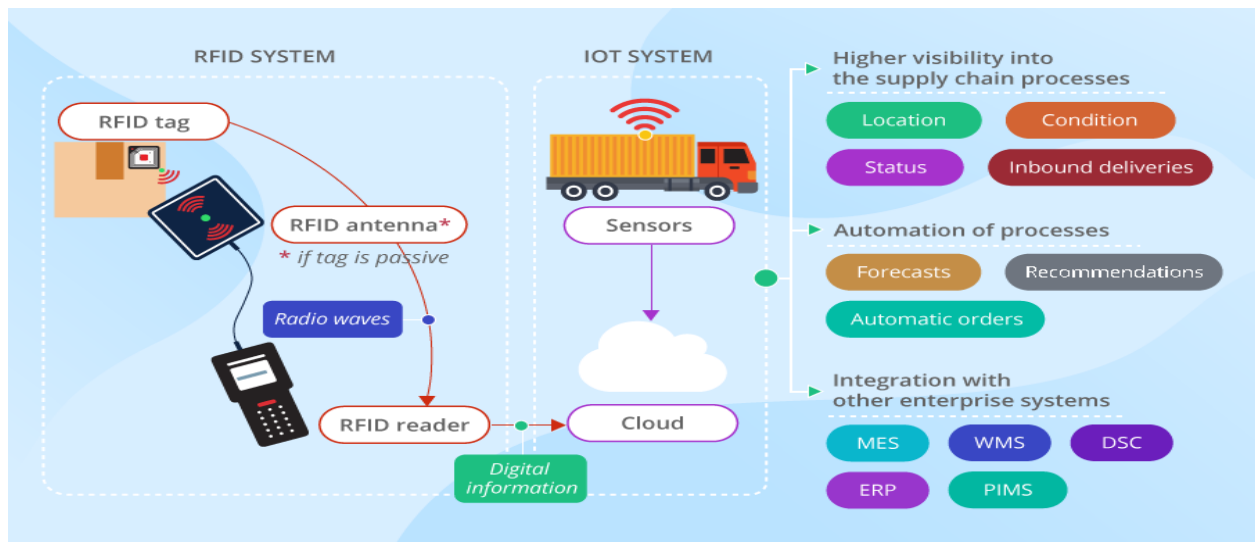 RFID SYSTEM
RFID tag
RFID antenna*
* if tag is passive
Radio waves
RFID reader
Digital
information
IOT SYSTEM
Sensors
Cloud
Higher visibility into
the supply chain processes
Location
Condition
Status
Inbound deliveries
Automation of processes
Forecasts
Recommendations
Automatic orders
Integration with
other enterprise systems
MES
WMS
DSC
ERP
PIMS